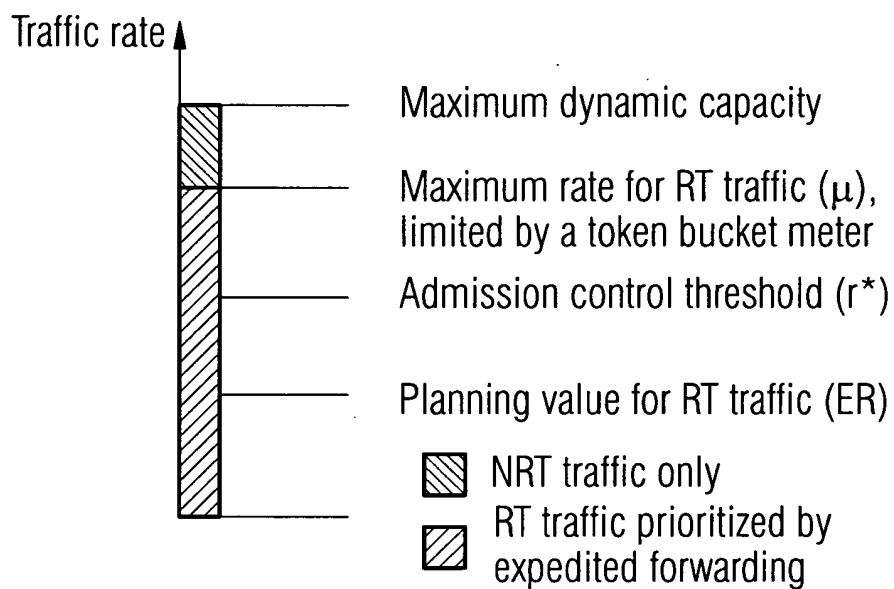 Traffic rate
Maximum dynamic capacity
Maximum rate for RT traffic (μ),
limited by a token bucket meter
Admission control threshold (r*)
Planning value for RT traffic (ER)
NRT traffic only
RT traffic prioritized by
expedited forwarding